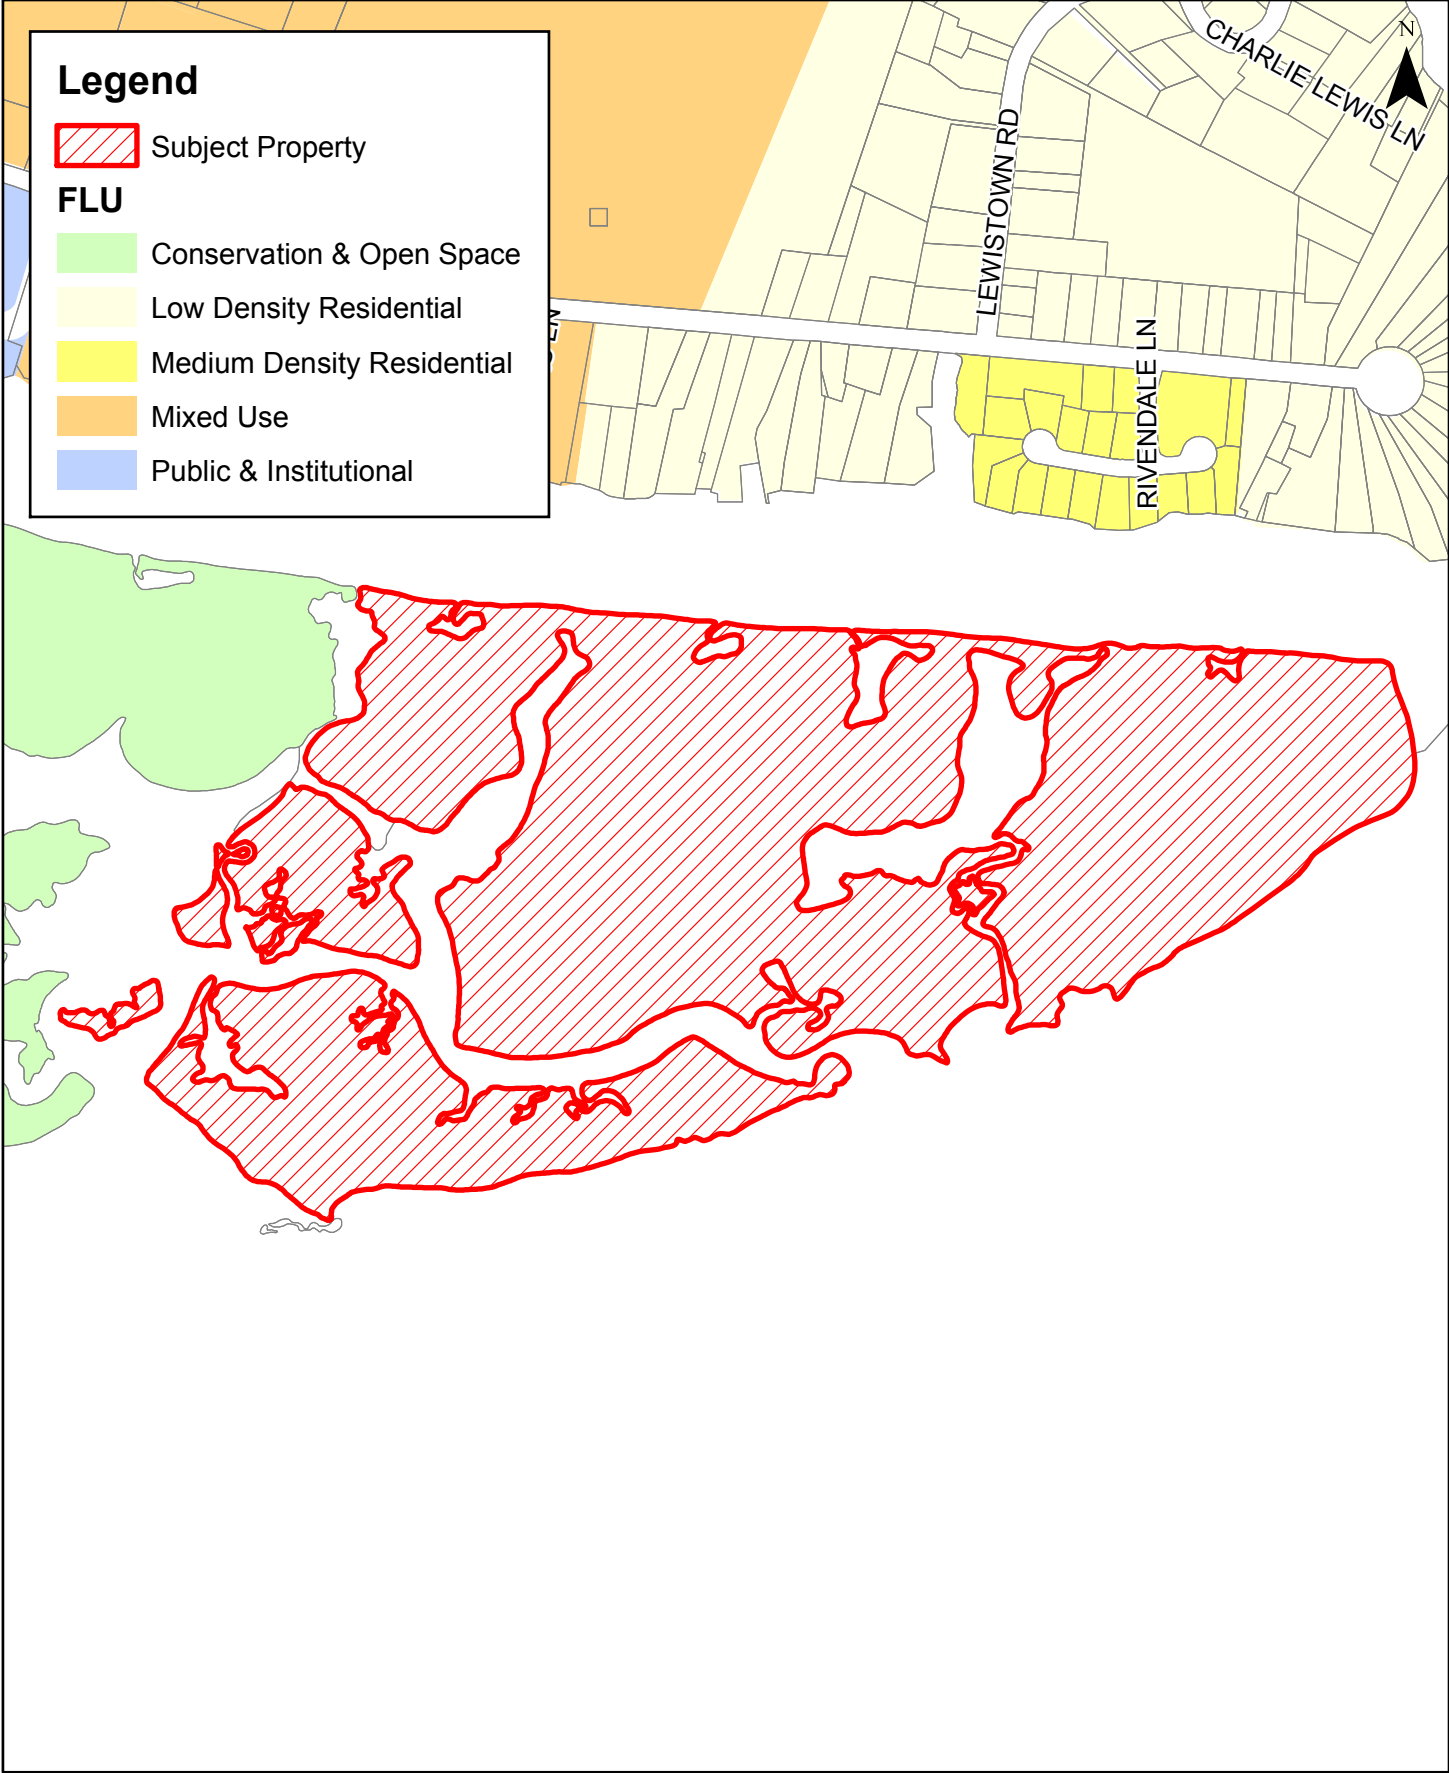 Legend
Subject Property
FLU
Conservation & Open Space
Low Density Residential
Medium Density Residential
Mixed Use
Public & Institutional
N
CHARLIE LEWIS LN
LEWISTOWN RD
RIVENDALE LN
LN